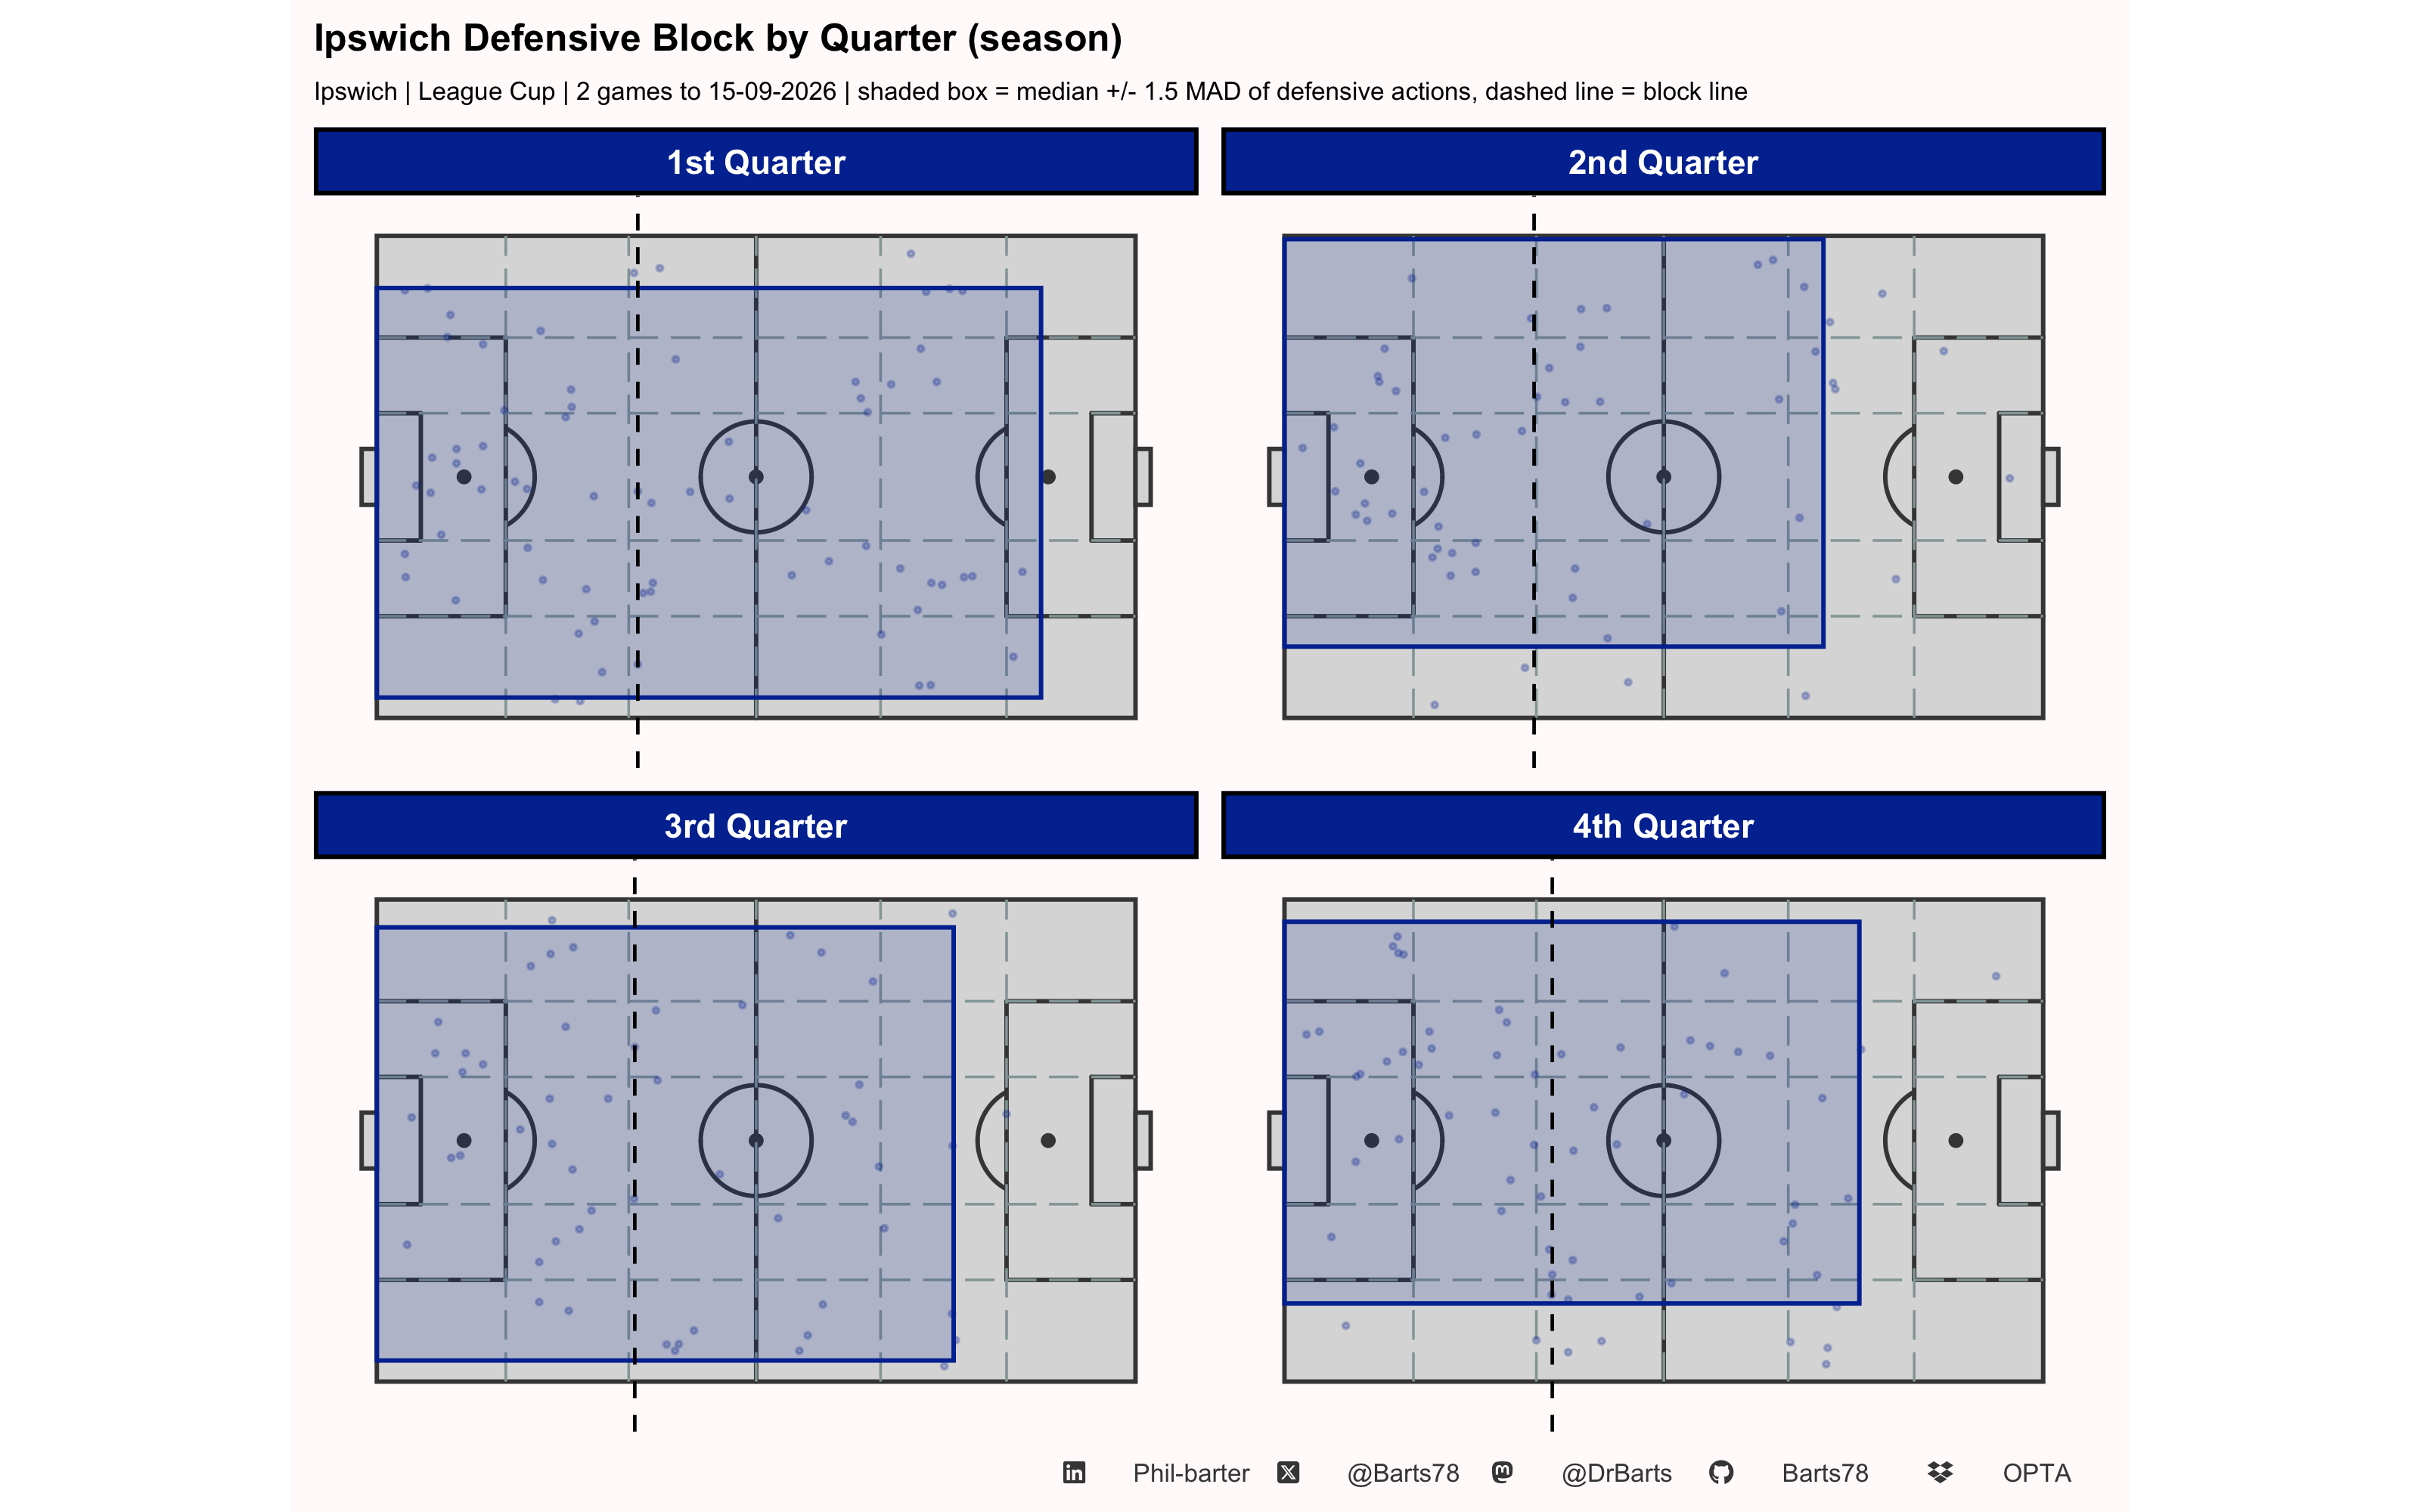 Ipswich Defensive Block by Quarter (season)
Ipswich | League Cup | 2 games to 15-09-2026 | shaded box = median +/- 1.5 MAD of defensive actions, dashed line = block line
1st Quarter
2nd Quarter
3rd Quarter
4th Quarter
Phil-barter @Barts78 @DrBarts Barts78 OPTA